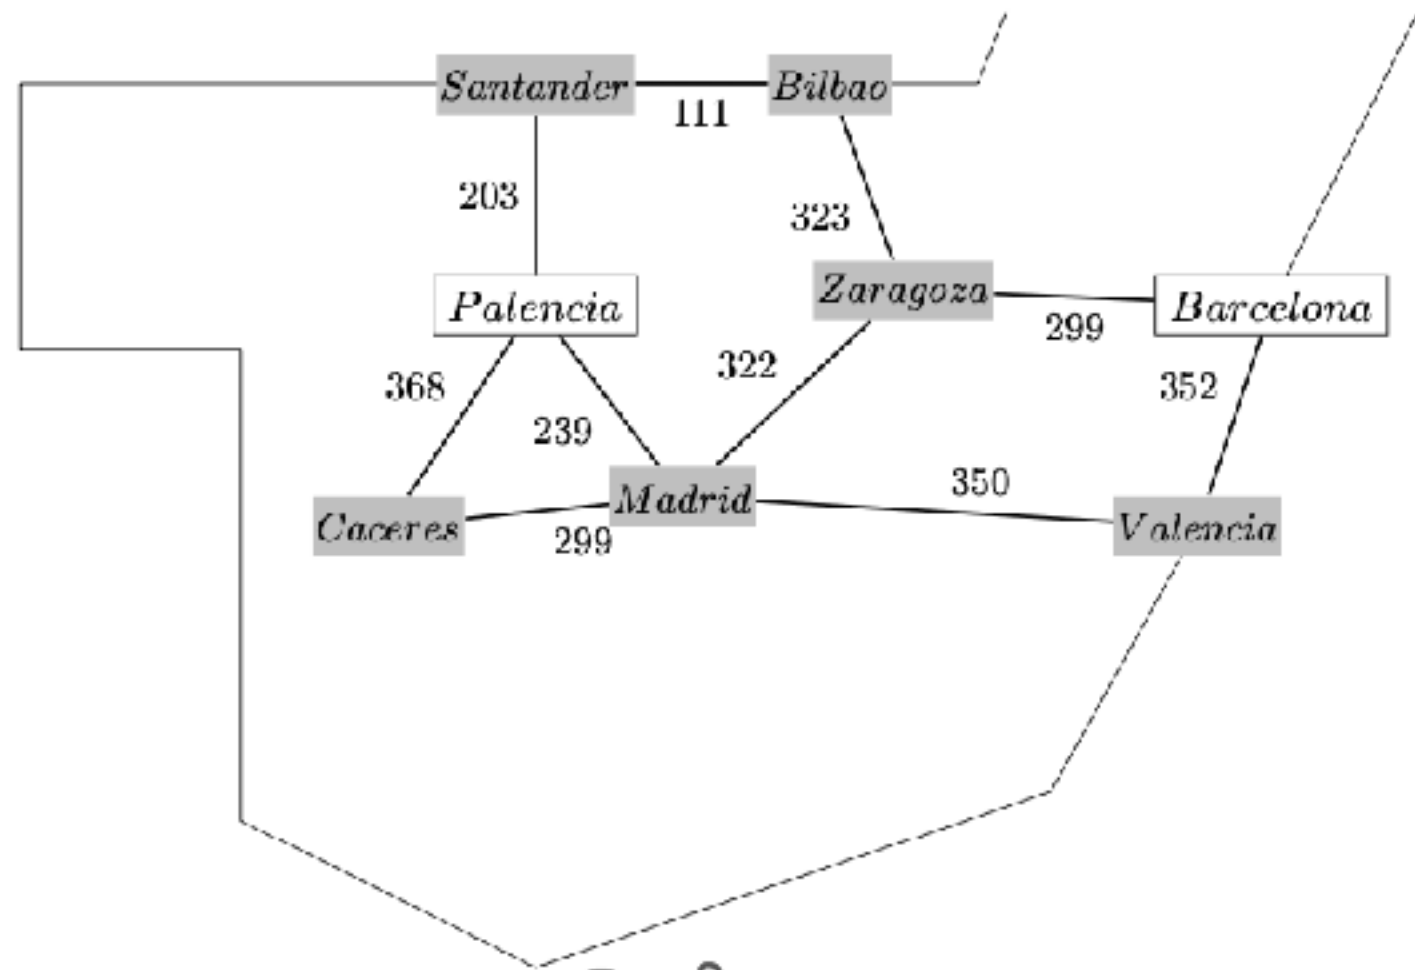 Santander
Bilbao
111
203
323
Zaragoza
Palencia
Barcelona
299
322
368
352
239
350
Madrid
Caceres
Valencia
299